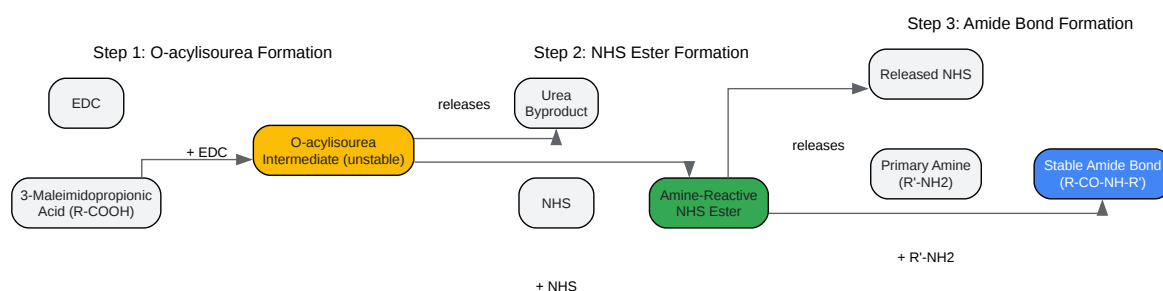 Step 1: O-acylisourea Formation
EDC
+ EDC
3-Maleimidopropionic
Acid (R-COOH)
O-acylisourea
Intermediate (unstable)
releases
Step 2: NHS Ester Formation
Urea
Byproduct
NHS
+ NHS
Amine-Reactive
NHS Ester
Step 3: Amide Bond Formation
Released NHS
releases
Primary Amine
(R'-NH2)
+ R'-NH2
Stable Amide Bond
(R-CO-NH-R')